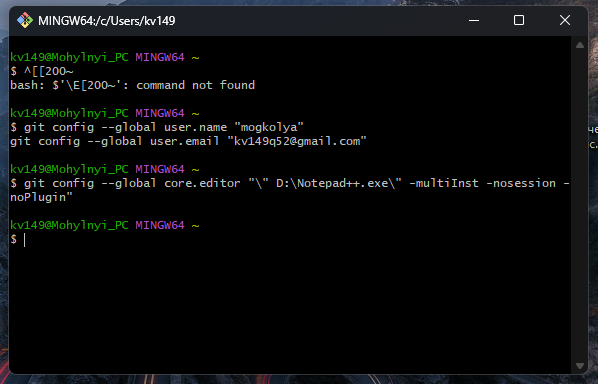 MINGW64:/c/Users/kv149
kv149@Mohylnyi_PC MINGW64 ~
$ ^[[200~
bash: $'\E[200~': command not found
kv149@Mohylnyi_PC MINGW64 ~
$ git config --global user.name "mogkolya"
git config --global user.email "kv149q52@gmail.com"
kv149@Mohylnyi_PC MINGW64 ~
$ git config --global core.editor "\" D:\Notepad++.exe\" -multiInst -nosession -
noPlugin"
kv149@Mohylnyi_PC MINGW64 ~
$